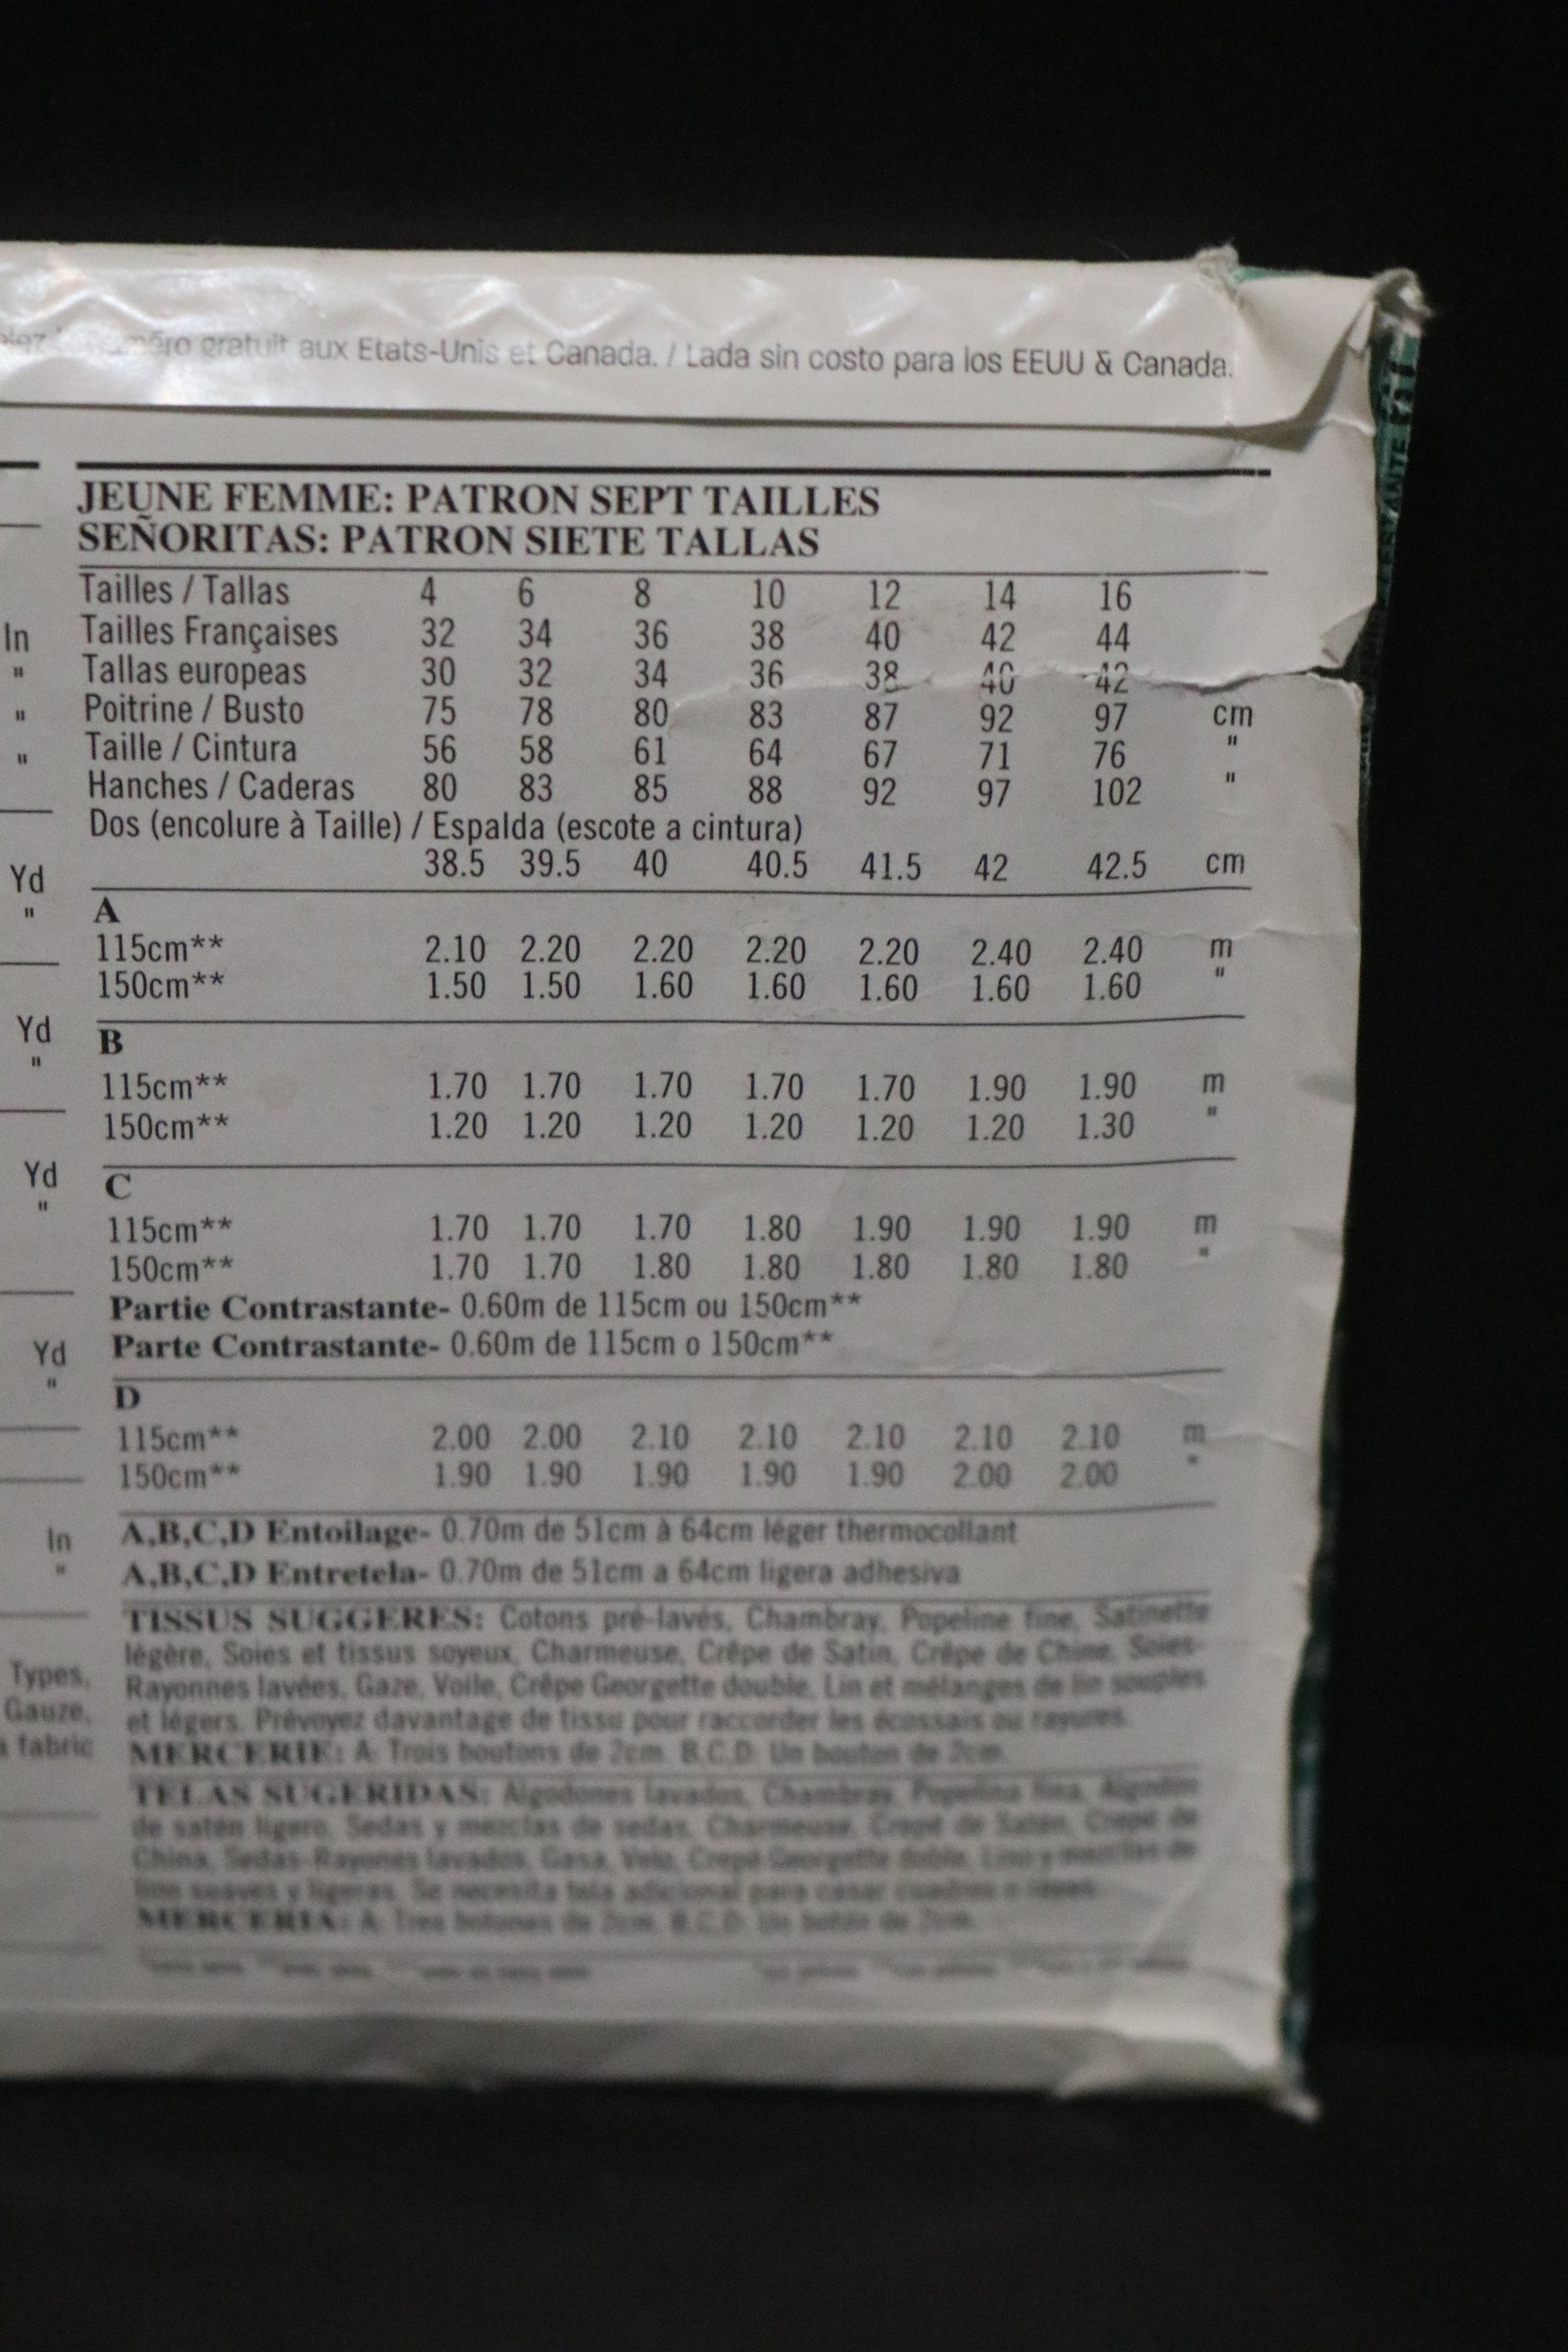 gratuit aux Etats-Unis et Canada. / Lada sin costo para los EEUU & Canada.
JEUNE FEMME: PATRON SEPT TAILLES
SEÑORITAS: PATRON SIETE TALLAS
Tailles / Tallas 4 6 8 10 12 14 16
In Tailles Françaises 32 34 36 38 40 42 44
" Tallas europeas 30 32 34 36 38 40 42
" Poitrine / Busto 75 78 80 83 87 92 97 cm
" Taille / Cintura 56 58 61 64 67 71 76 "
Hanches / Caderas 80 83 85 88 92 97 102 "
Dos (encolure à Taille) / Espalda (escote a cintura)
Yd 38.5 39.5 40 40.5 41.5 42 42.5 cm
" A
115cm** 2.10 2.20 2.20 2.20 2.20 2.40 2.40 m
150cm** 1.50 1.50 1.60 1.60 1.60 1.60 1.60 "
Yd B
" 115cm** 1.70 1.70 1.70 1.70 1.70 1.90 1.90 m
150cm** 1.20 1.20 1.20 1.20 1.20 1.20 1.30 "
Yd C
" 115cm** 1.70 1.70 1.70 1.80 1.90 1.90 1.90 m
150cm** 1.70 1.70 1.80 1.80 1.80 1.80 1.80 "
Partie Contrastante- 0.60m de 115cm ou 150cm**
Yd Parte Contrastante- 0.60m de 115cm o 150cm**
" D
115cm** 2.00 2.00 2.10 2.10 2.10 2.10 2.10 m
150cm** 1.90 1.90 1.90 1.90 1.90 2.00 2.00 "
In A,B,C,D Entoilage- 0.70m de 51cm à 64cm léger thermocollant
" A,B,C,D Entretela- 0.70m de 51cm a 64cm ligera adhesiva
TISSUS SUGGERES: Cotons pré-lavés, Chambray, Popeline fine, Satinette
légère, Soies et tissus soyeux, Charmeuse, Crêpe de Satin, Crêpe de Chine, Soies-
Types, Rayonnes lavées, Gaze, Voile, Crêpe Georgette double, Lin et mélanges de lin souples
Gauze, et légers. Prévoyez davantage de tissu pour raccorder les écossais ou rayures.
fabric MERCERIE: A: Trois boutons de 2cm. B,C,D: Un bouton de 2cm.
TELAS SUGERIDAS: Algodones lavados, Chambray, Popelina fina, Algodón
de satén ligero, Sedas y mezclas de sedas, Charmeuse, Crepé de Satén, Crepé de
China, Sedas-Rayones lavados, Gasa, Velo, Crepé Georgette doble, Lino y mezclas de
lino suaves y ligeras. Se necesita tela adicional para casar cuadros o rayas.
MERCERIA: A: Tres botones de 2cm. B,C,D: Un botón de 2cm.